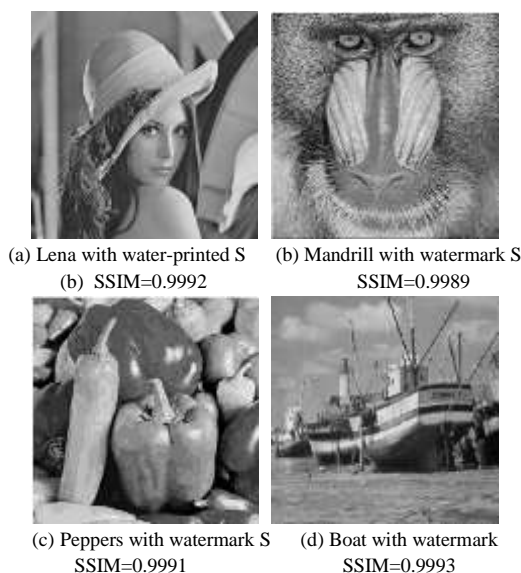 (a) Lena with water-printed S
(b) SSIM=0.9992
(b) Mandrill with watermark S
SSIM=0.9989
(c) Peppers with watermark S
SSIM=0.9991
(d) Boat with watermark
SSIM=0.9993